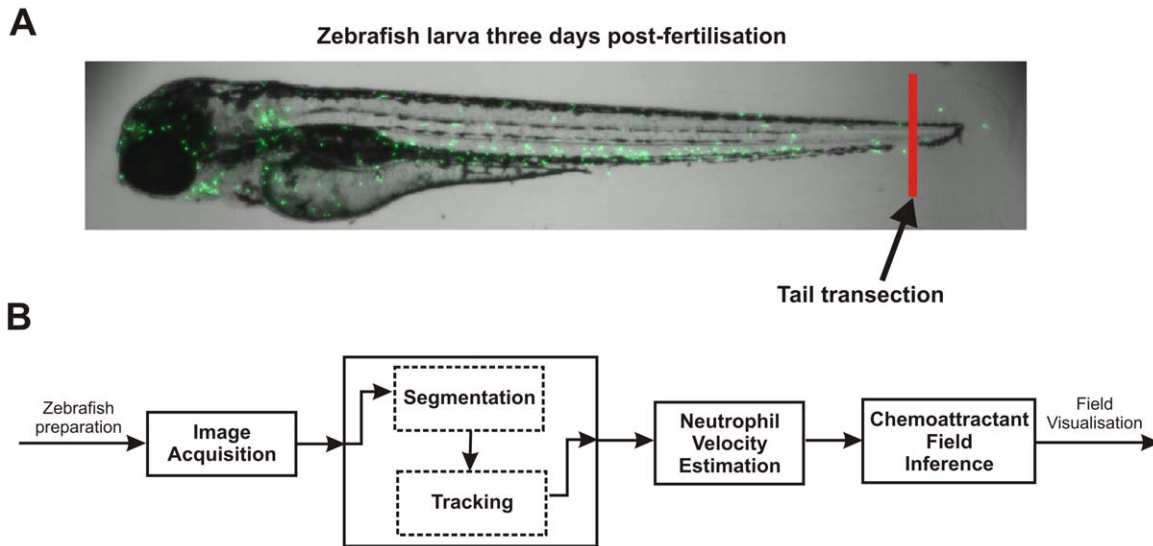 A
Zebrafish larva three days post-fertilisation
Tail transection
B
Zebrafish
preparation
Image
Acquisition
Segmentation
Tracking
Neutrophil
Velocity
Estimation
Chemoattractant
Field
Inference
Field
Visualisation